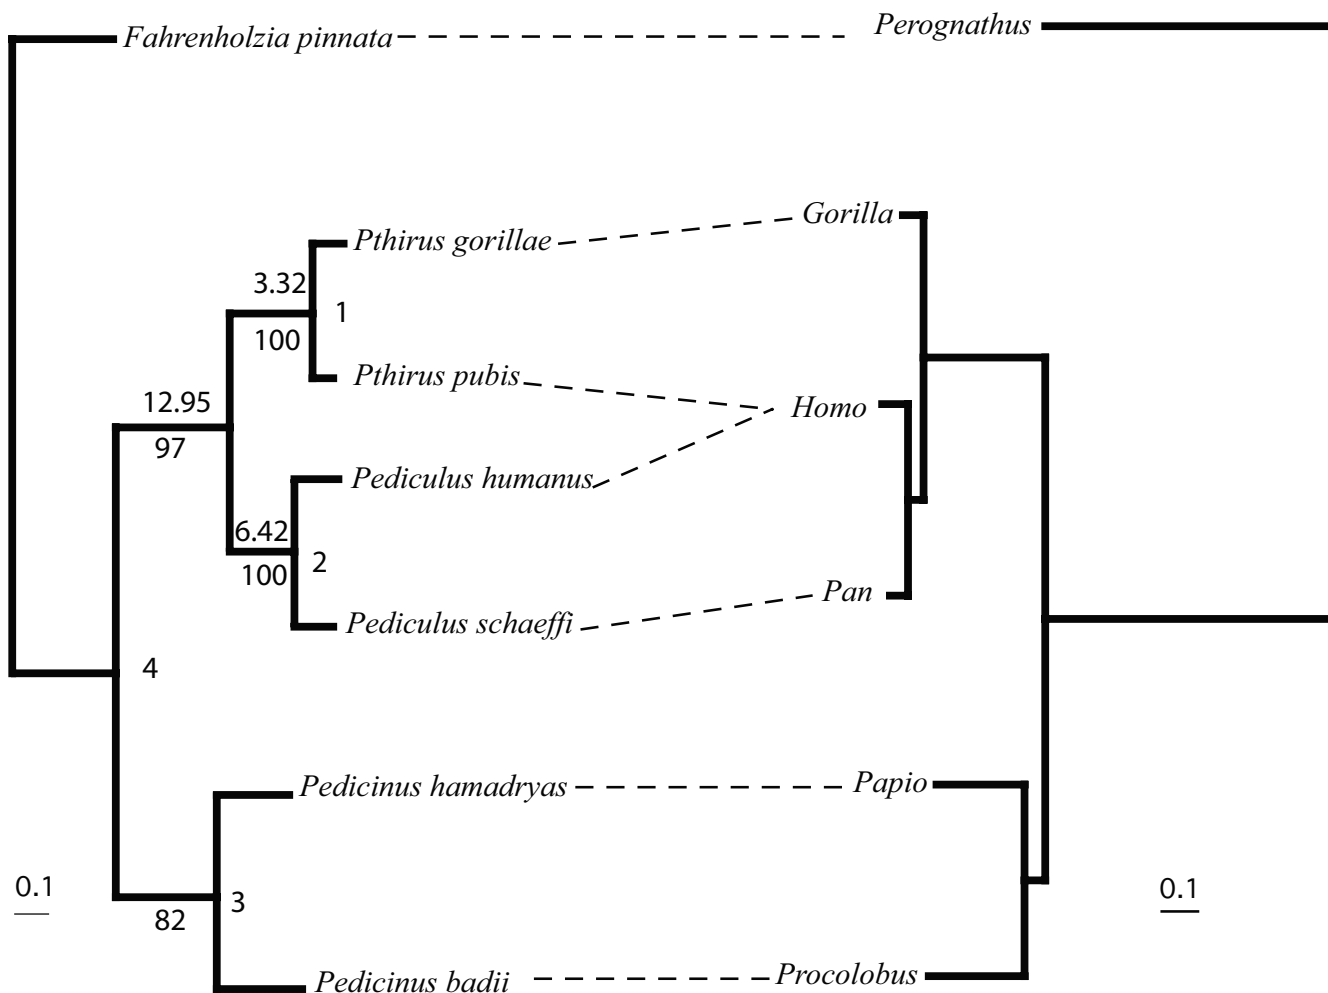 Fahrenholzia pinnata
Perognathus
Gorilla
Pthirus gorillae
3.32
1
100
Pthirus pubis
12.95
Homo
97
Pediculus humanus
6.42
2
100
Pan
Pediculus schaeffi
4
Pedicinus hamadryas
Papio
0.1
0.1
3
82
Pedicinus badii
Procolobus